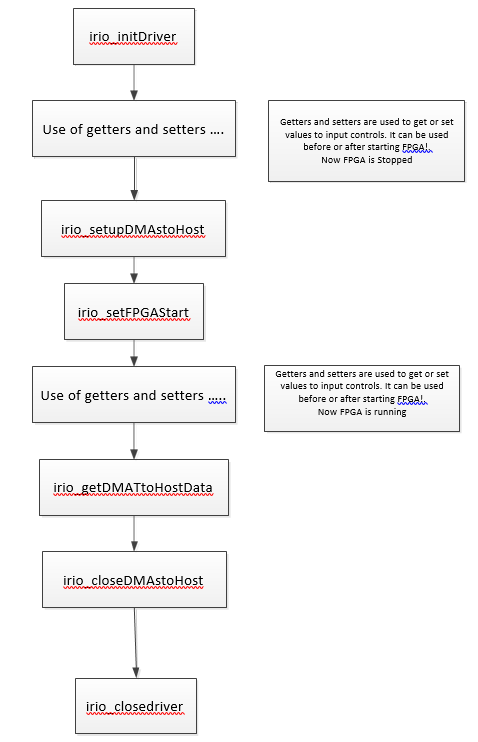 irio_initDriver
Use of getters and setters ....
Getters and setters are used to get or set
values to input controls. It can be used
before or after starting FPGA!.
Now FPGA is Stopped
irio_setupDMAstoHost
irio_setFPGAStart
Use of getters and setters .....
Getters and setters are used to get or set
values to input controls. It can be used
before or after starting FPGA!.
Now FPGA is running
irio_getDMATtoHostData
irio_closeDMAstoHost
irio_closedriver